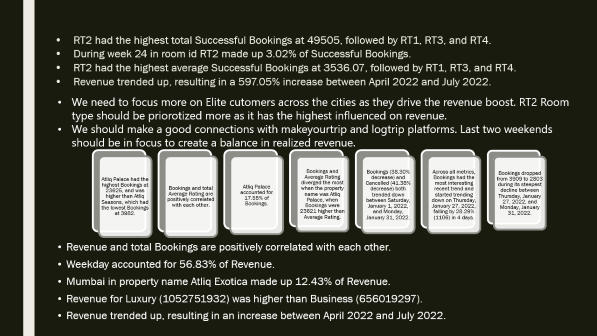 • RT2 had the highest total Successful Bookings at 49505, followed by RT1, RT3, and RT4.
• During week 24 in room id RT2 made up 3.02% of Successful Bookings.
• RT2 had the highest average Successful Bookings at 3536.07, followed by RT1, RT3, and RT4.
• Revenue trended up, resulting in a 597.05% increase between April 2022 and July 2022.
• We need to focus more on Elite cutomers across the cities as they drive the revenue boost. RT2 Room
type should be priorotized more as it has the highest influenced on revenue.
• We should make a good connections with makeyourtrip and logtrip platforms. Last two weekends
should be in focus to create a balance in realized revenue.
Atliq Palace had the
highest Bookings at
23625, and was
higher than Atliq
Seasons, which had
the lowest Bookings
at 3982.
Bookings and total
Average Rating are
positively correlated
with each other.
Atliq Palace
accounted for
17.55% of
Bookings.
Bookings and
Average Rating
diverged the most
when the property
name was Atliq
Palace, when
Bookings were
23621 higher than
Average Rating.
Bookings (38.30%
decrease) and
Cancelled (41.38%
decrease) both
trended down
between Saturday,
January 1, 2022,
and Monday,
January 31, 2022.
Across all metrics,
Bookings had the
most interesting
recent trend and
started trending
down on Thursday,
January 27, 2022,
falling by 28.29%
(1106) in 4 days
Bookings dropped
from 3909 to 2803
during its steepest
decline between
Thursday, January
27, 2022, and
Monday, January
31, 2022.
• Revenue and total Bookings are positively correlated with each other.
• Weekday accounted for 56.83% of Revenue.
• Mumbai in property name Atliq Exotica made up 12.43% of Revenue.
• Revenue for Luxury (1052751932) was higher than Business (656019297).
• Revenue trended up, resulting in an increase between April 2022 and July 2022.